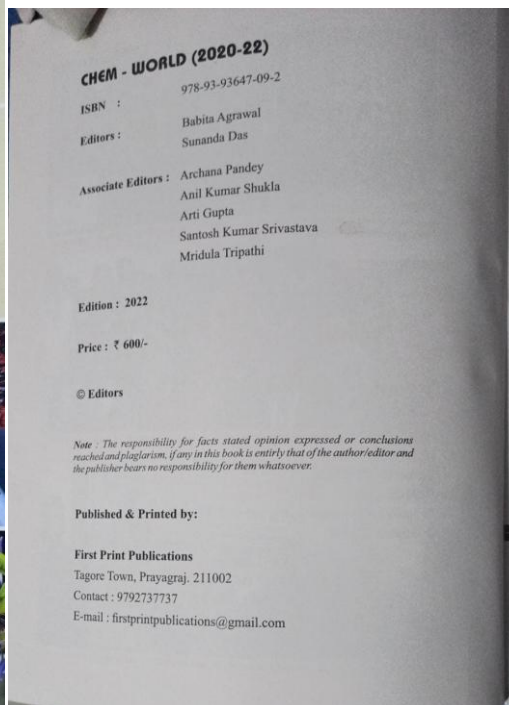 CHEM - WORLD (2020-22)
ISBN : 978-93-93647-09-2
Editors : Babita Agrawal
Sunanda Das
Associate Editors : Archana Pandey
Anil Kumar Shukla
Arti Gupta
Santosh Kumar Srivastava
Mridula Tripathi
Edition : 2022
Price : ₹ 600/-
© Editors
Note : The responsibility for facts stated opinion expressed or conclusions
reached and plaglarism, if any in this book is entirly that of the author/editor and
the publisher bears no responsibility for them whatsoever.
Published & Printed by:
First Print Publications
Tagore Town, Prayagraj. 211002
Contact : 9792737737
E-mail : firstprintpublications@gmail.com